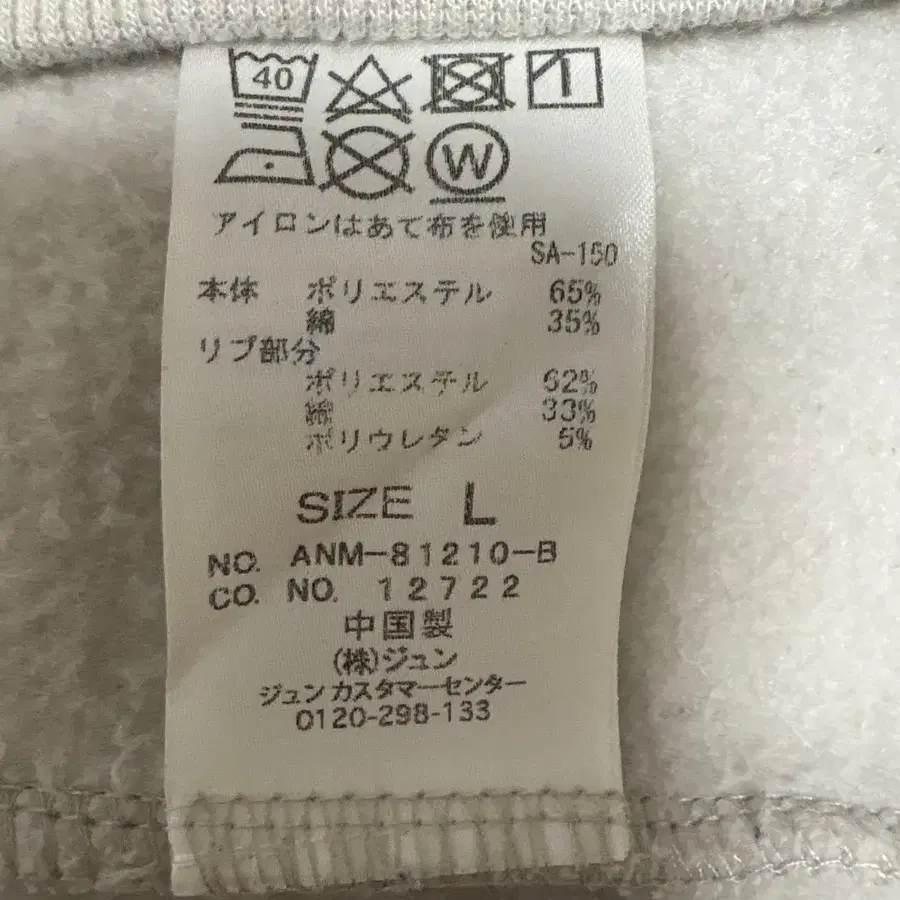 40
W
アイロンはあて布を使用
SA-150
本体 ポリエステル 65%
綿 35%
リブ部分
ポリエステル 62%
綿 33%
ポリウレタン 5%
SIZE L
NO. ANM-81210-B
CO. NO. 12722
中国製
(株)ジュン
ジュンカスタマーセンター
0120-298-133